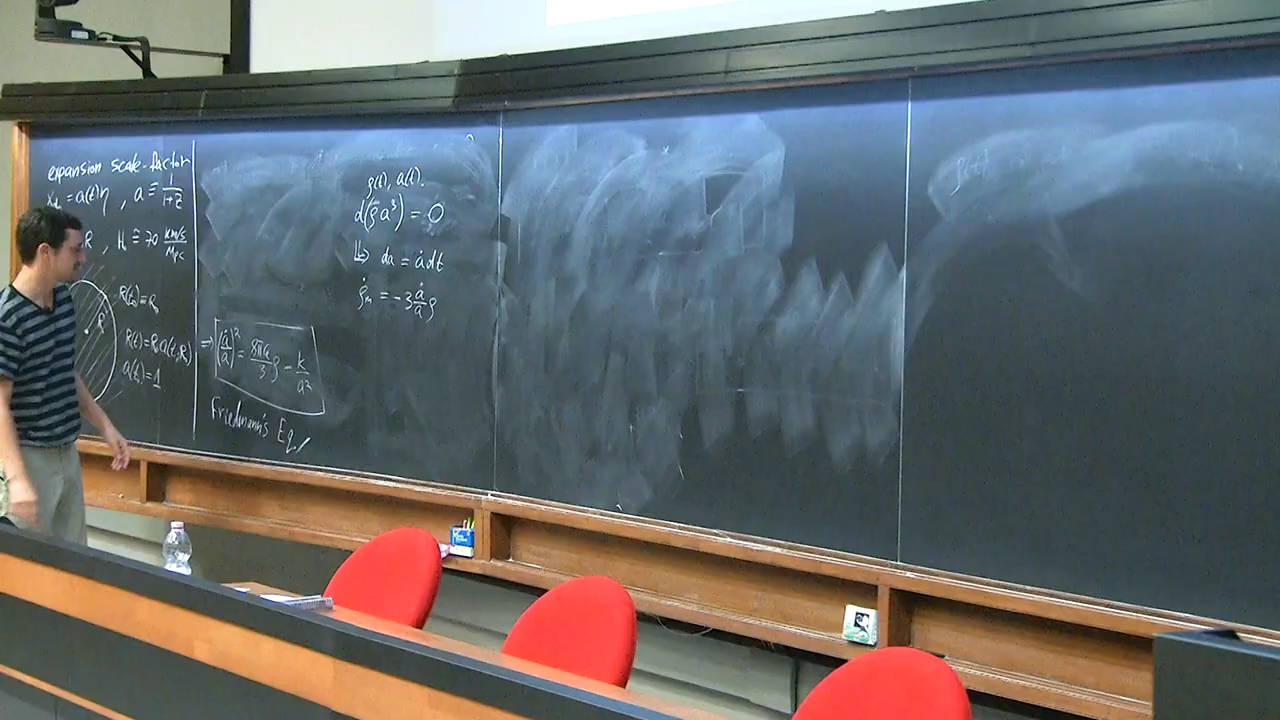 expansion scale-factor
= a(t)η , a ≡ 1/(1+z)
R , H₀ ≅ 70 km/s/Mpc
R
R(t₀)=R₀
R(t)=R₀a(t,R₀)
a(t₀)=1
⇒ (ȧ/a)² = 8πG/3 ρ - k/a²
Friedmann's Eq.
ρ(t), a(t).
d(ρa³) = 0
↳ da = ȧdt
ρ̇ₘ = -3 ȧ/a ρ